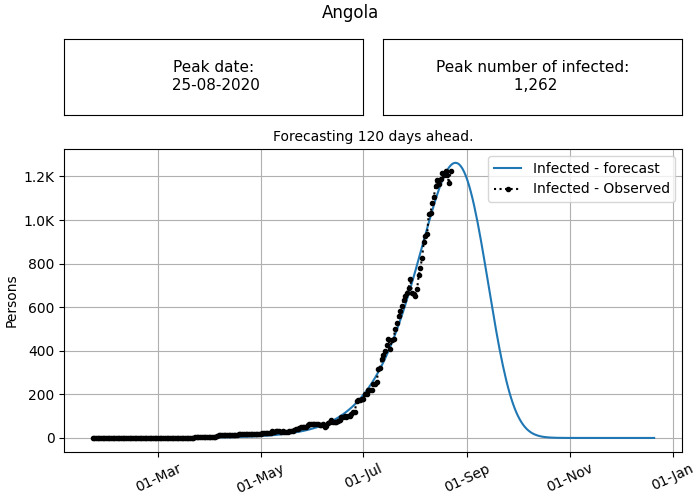 Angola
Peak date:
25-08-2020
Peak number of infected:
1,262
Forecasting 120 days ahead.
Infected - forecast
Infected - Observed
Persons
1.2K
1.0K
800
600
400
200
0
01-Mar
01-May
01-Jul
01-Sep
01-Nov
01-Jan